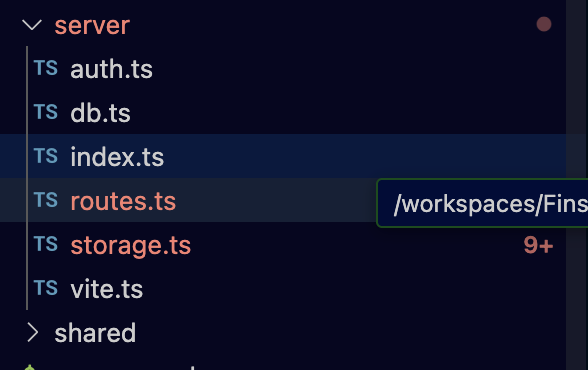 server
TS auth.ts
TS db.ts
TS index.ts
TS routes.ts
/workspaces/Fins
TS storage.ts 9+
TS vite.ts
shared